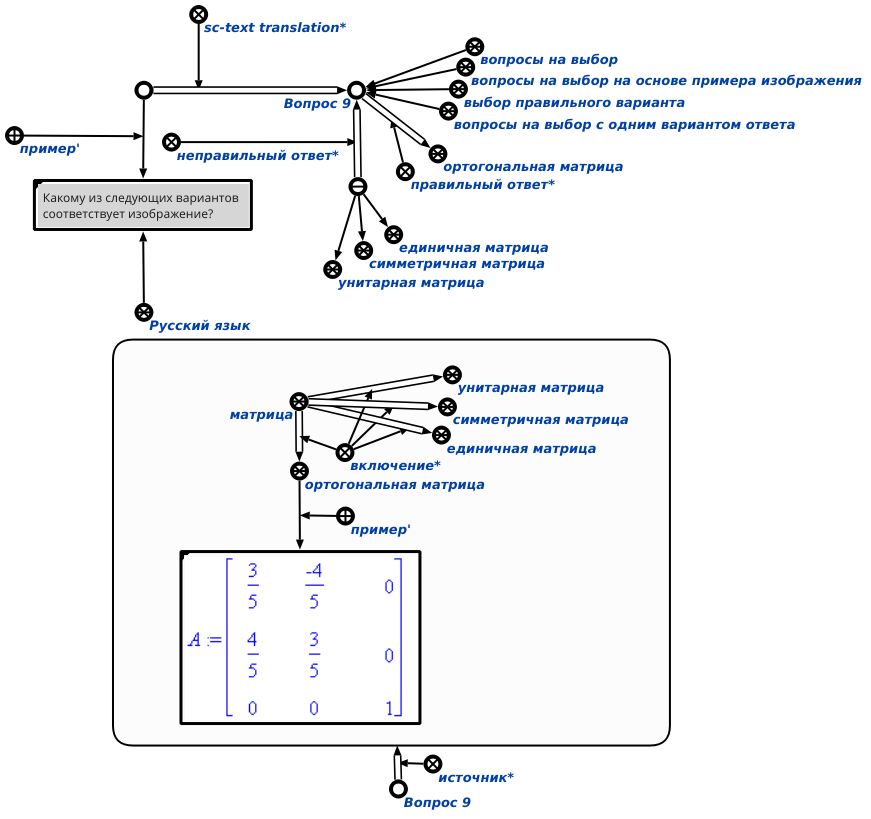 sc-text translation*
вопросы на выбор
вопросы на выбор на основе примера изображения
Вопрос 9
выбор правильного варианта
вопросы на выбор с одним вариантом ответа
пример'
неправильный ответ*
ортогональная матрица
правильный ответ*
Какому из следующих вариантов
соответствует изображение?
единичная матрица
симметричная матрица
унитарная матрица
Русский язык
унитарная матрица
матрица
симметричная матрица
единичная матрица
включение*
ортогональная матрица
пример'
3 -4 0
5 5
A :=
4 3 0
5 5
0 0 1
источник*
Вопрос 9